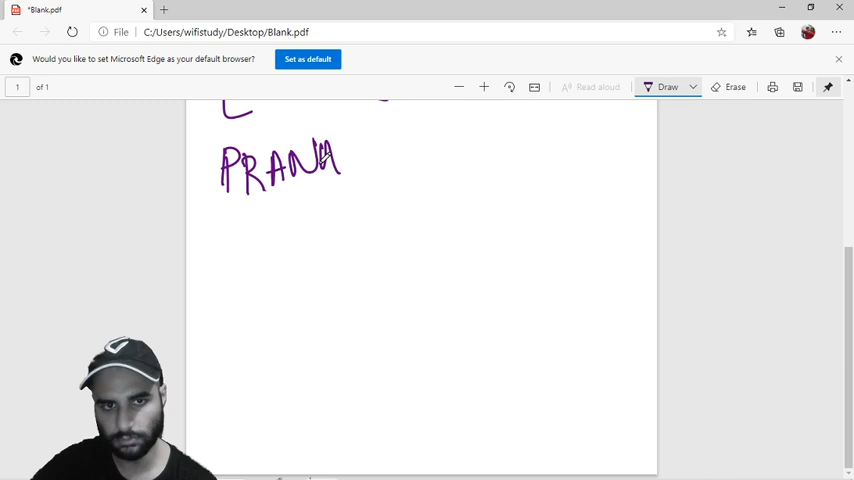 *Blank.pdf
File C:/Users/wifistudy/Desktop/Blank.pdf
Would you like to set Microsoft Edge as your default browser? Set as default
1 of 1 Read aloud Draw Erase
PRANA